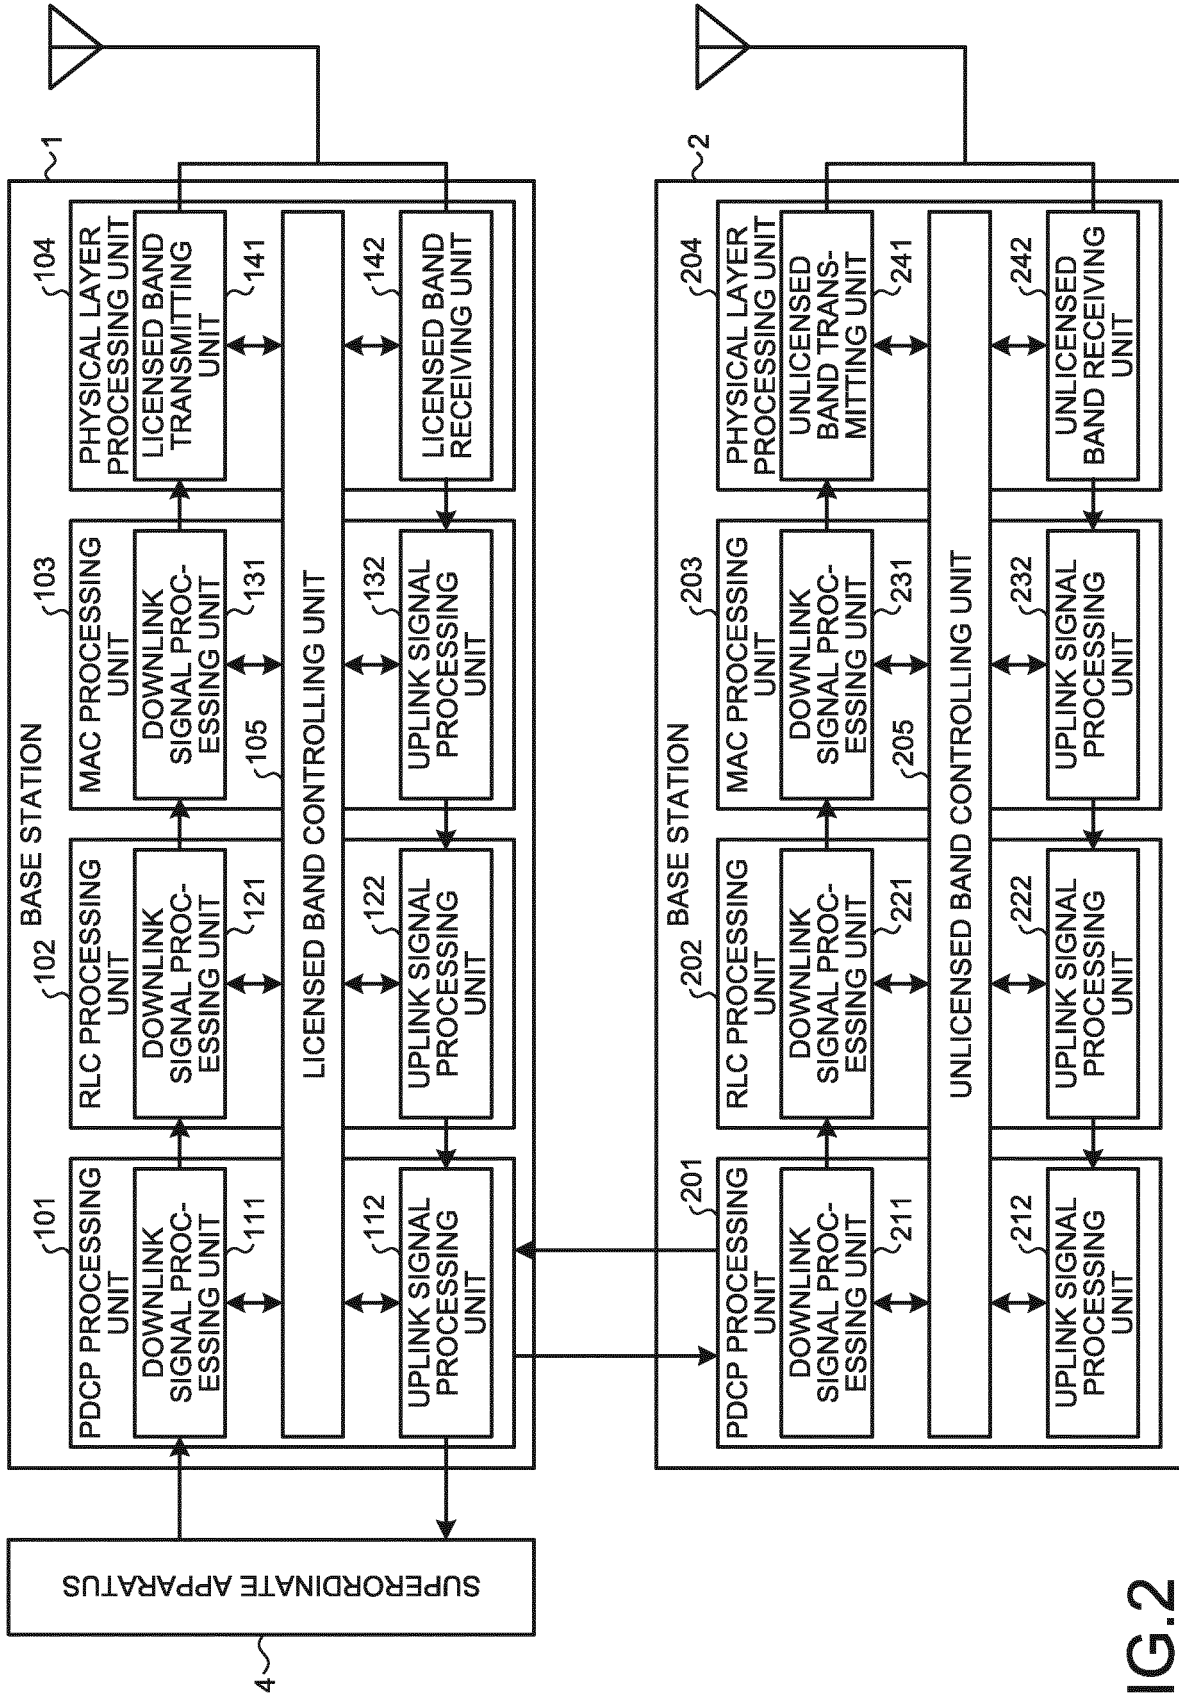 SUPERORDINATE APPARATUS
4
BASE STATION
1
PDCP PROCESSING
UNIT
101
DOWNLINK
SIGNAL PROC-
ESSING UNIT
111
UPLINK SIGNAL
PROCESSING
UNIT
112
RLC PROCESSING
UNIT
102
DOWNLINK
SIGNAL PROC-
ESSING UNIT
121
UPLINK SIGNAL
PROCESSING
UNIT
122
MAC PROCESSING
UNIT
103
DOWNLINK
SIGNAL PROC-
ESSING UNIT
131
UPLINK SIGNAL
PROCESSING
UNIT
132
PHYSICAL LAYER
PROCESSING UNIT
104
LICENSED BAND
TRANSMITTING
UNIT
141
LICENSED BAND
RECEIVING UNIT
142
105
LICENSED BAND CONTROLLING UNIT
BASE STATION
2
PDCP PROCESSING
UNIT
201
DOWNLINK
SIGNAL PROC-
ESSING UNIT
211
UPLINK SIGNAL
PROCESSING
UNIT
212
RLC PROCESSING
UNIT
202
DOWNLINK
SIGNAL PROC-
ESSING UNIT
221
UPLINK SIGNAL
PROCESSING
UNIT
222
MAC PROCESSING
UNIT
203
DOWNLINK
SIGNAL PROC-
ESSING UNIT
231
UPLINK SIGNAL
PROCESSING
UNIT
232
PHYSICAL LAYER
PROCESSING UNIT
204
UNLICENSED
BAND TRANS-
MITTING UNIT
241
UNLICENSED
BAND RECEIVING
UNIT
242
205
UNLICENSED BAND CONTROLLING UNIT
IG.2